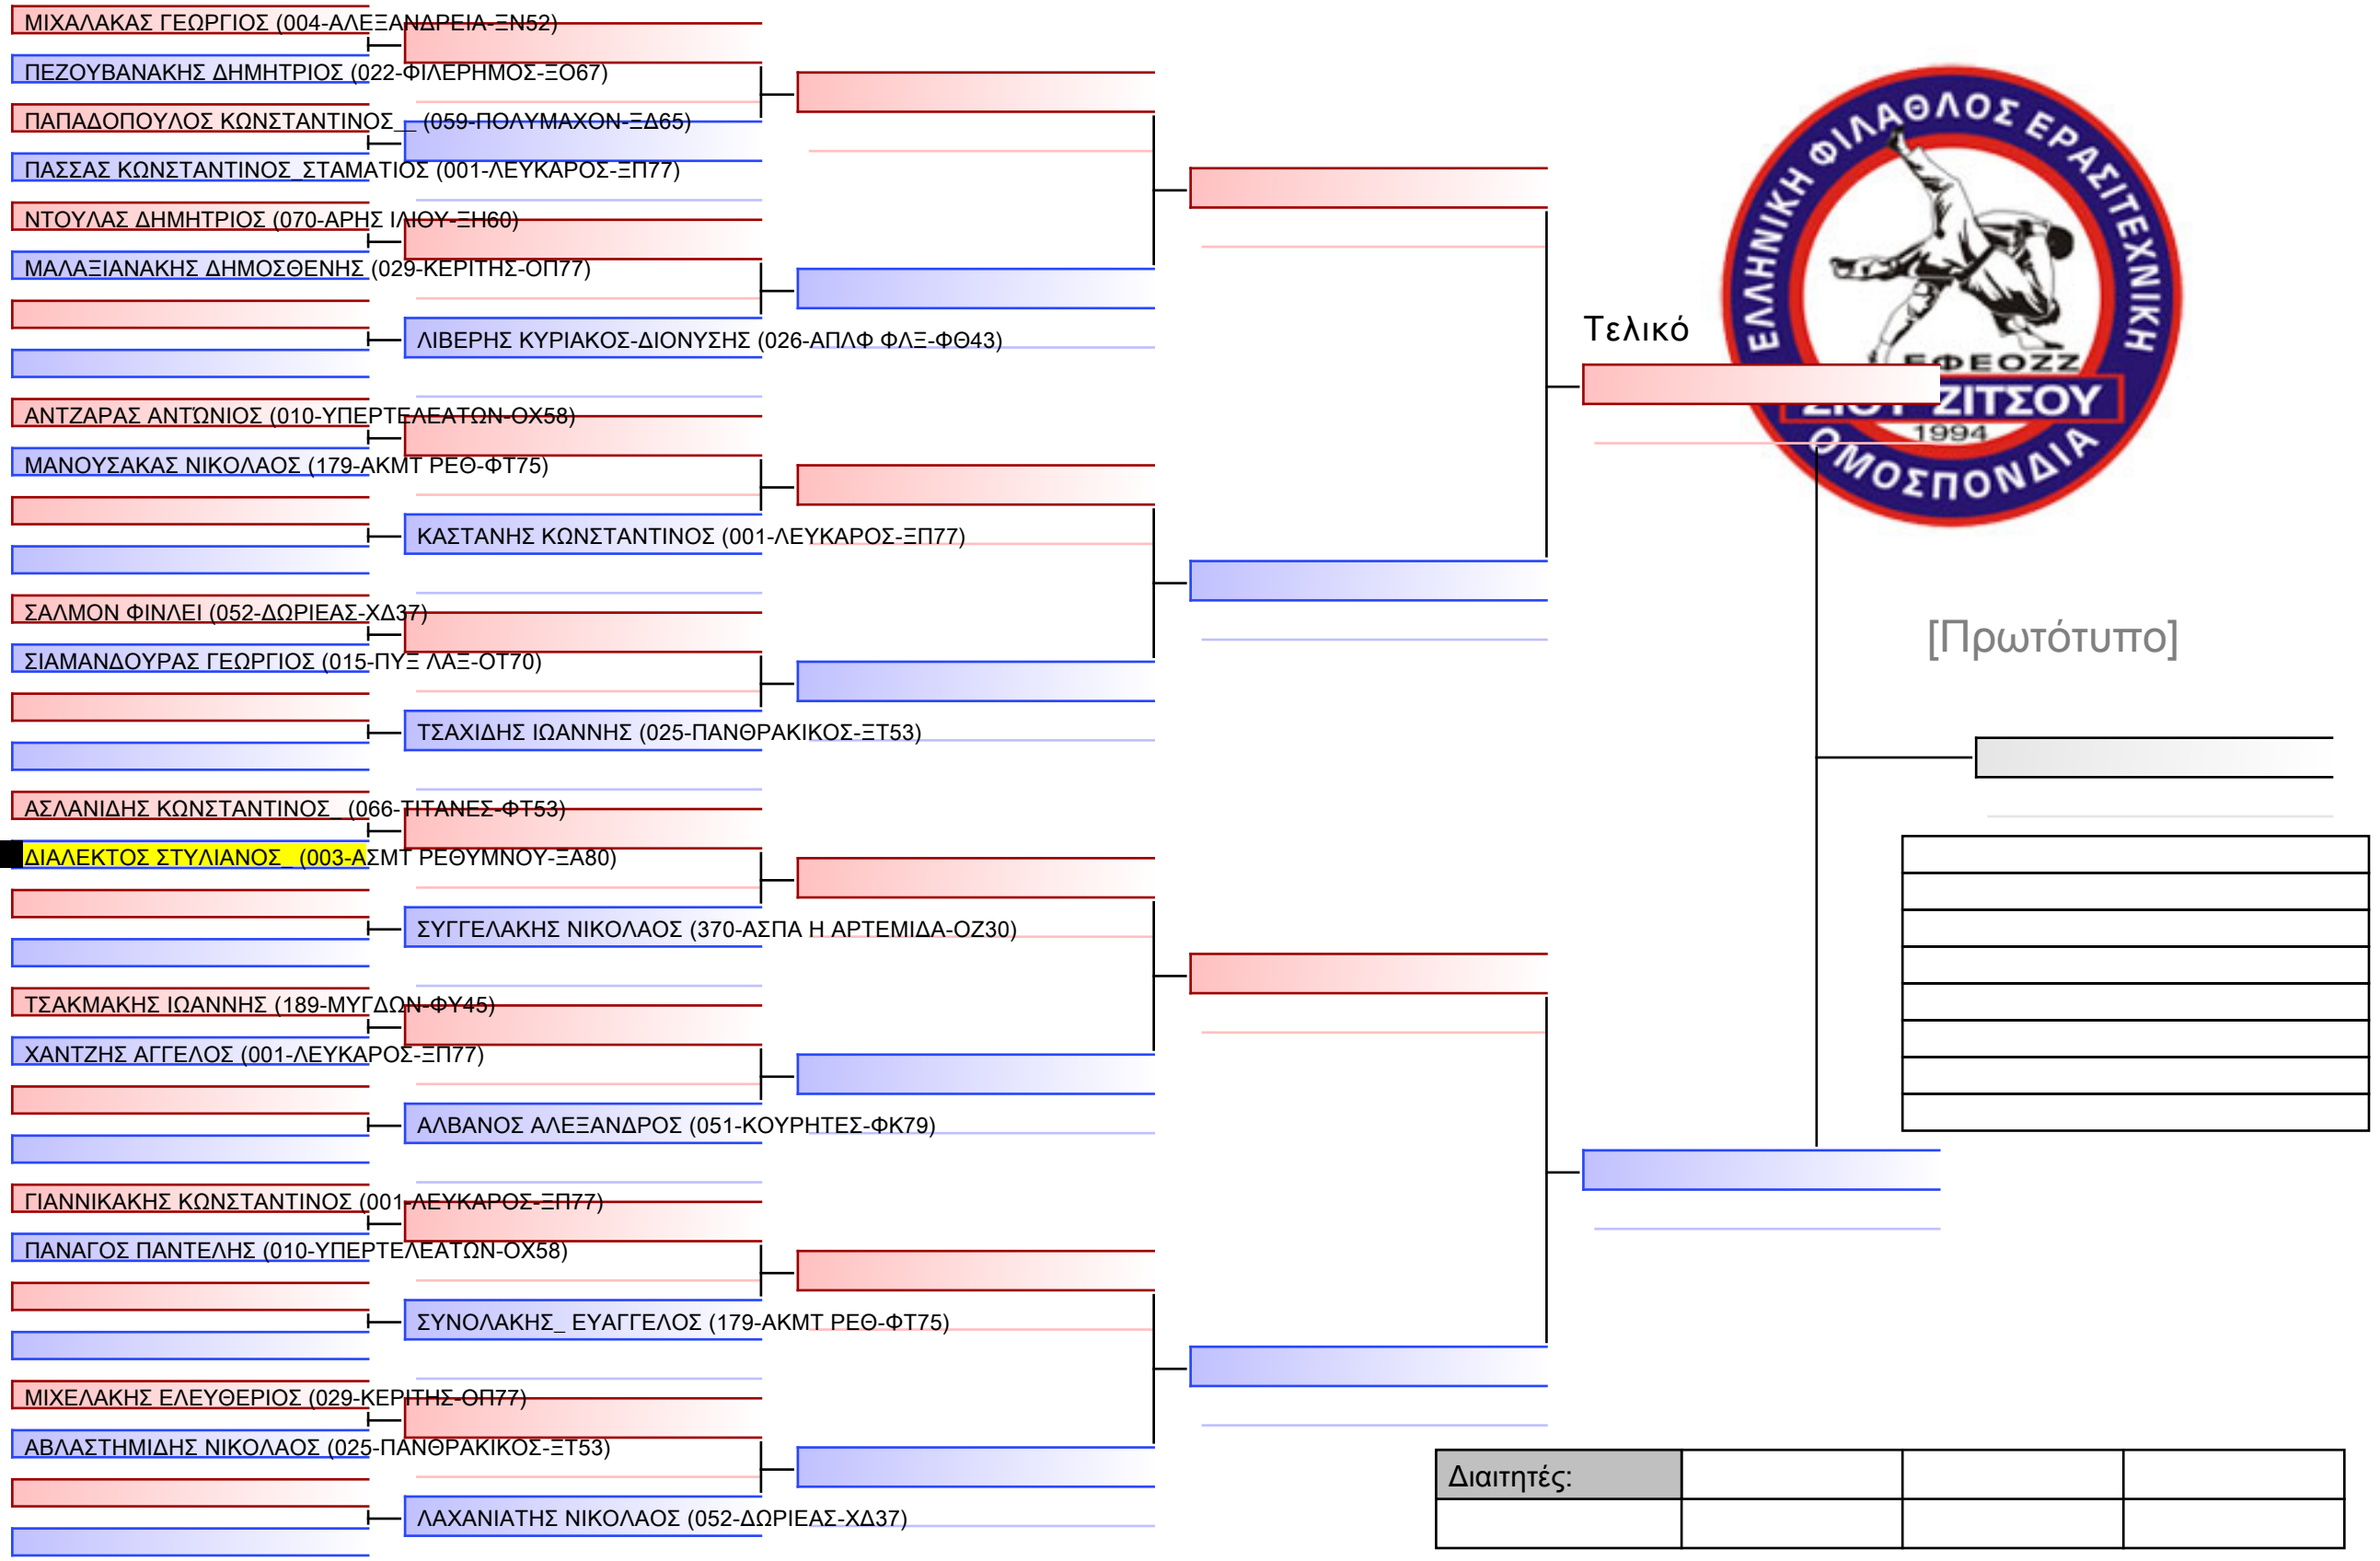 ΜΙΧΑΛΑΚΑΣ ΓΕΩΡΓΙΟΣ (004-ΑΛΕΞΑΝΔΡΕΙΑ-ΞΝ52)
ΠΕΖΟΥΒΑΝΑΚΗΣ ΔΗΜΗΤΡΙΟΣ (022-ΦΙΛΕΡΗΜΟΣ-ΞΟ67)
ΠΑΠΑΔΟΠΟΥΛΟΣ ΚΩΝΣΤΑΝΤΙΝΟΣ__ (059-ΠΟΛΥΜΑΧΟΝ-ΞΔ65)
ΠΑΣΣΑΣ ΚΩΝΣΤΑΝΤΙΝΟΣ_ΣΤΑΜΑΤΙΟΣ (001-ΛΕΥΚΑΡΟΣ-ΞΠ77)
ΝΤΟΥΛΑΣ ΔΗΜΗΤΡΙΟΣ (070-ΑΡΗΣ ΙΛΙΟΥ-ΞΗ60)
ΜΑΛΑΞΙΑΝΑΚΗΣ ΔΗΜΟΣΘΕΝΗΣ (029-ΚΕΡΙΤΗΣ-ΟΠ77)
ΛΙΒΕΡΗΣ ΚΥΡΙΑΚΟΣ-ΔΙΟΝΥΣΗΣ (026-ΑΠΛΦ ΦΛΞ-ΦΘ43)
ΑΝΤΖΑΡΑΣ ΑΝΤΏΝΙΟΣ (010-ΥΠΕΡΤΕΛΕΑΤΩΝ-ΟΧ58)
ΜΑΝΟΥΣΑΚΑΣ ΝΙΚΟΛΑΟΣ (179-ΑΚΜΤ ΡΕΘ-ΦΤ75)
ΚΑΣΤΑΝΗΣ ΚΩΝΣΤΑΝΤΙΝΟΣ (001-ΛΕΥΚΑΡΟΣ-ΞΠ77)
ΣΑΛΜΟΝ ΦΙΝΛΕΙ (052-ΔΩΡΙΕΑΣ-ΧΔ37)
ΣΙΑΜΑΝΔΟΥΡΑΣ ΓΕΩΡΓΙΟΣ (015-ΠΥΞ ΛΑΞ-ΟΤ70)
ΤΣΑΧΙΔΗΣ ΙΩΑΝΝΗΣ (025-ΠΑΝΘΡΑΚΙΚΟΣ-ΞΤ53)
ΑΣΛΑΝΙΔΗΣ ΚΩΝΣΤΑΝΤΙΝΟΣ_ (066-ΤΙΤΑΝΕΣ-ΦΤ53)
ΔΙΑΛΕΚΤΟΣ ΣΤΥΛΙΑΝΟΣ_ (003-ΑΣΜΤ ΡΕΘΥΜΝΟΥ-ΞΑ80)
ΣΥΓΓΕΛΑΚΗΣ ΝΙΚΟΛΑΟΣ (370-ΑΣΠΑ Η ΑΡΤΕΜΙΔΑ-ΟΖ30)
ΤΣΑΚΜΑΚΗΣ ΙΩΑΝΝΗΣ (189-ΜΥΓΔΩΝ-ΦΥ45)
ΧΑΝΤΖΗΣ ΑΓΓΕΛΟΣ (001-ΛΕΥΚΑΡΟΣ-ΞΠ77)
ΑΛΒΑΝΟΣ ΑΛΕΞΑΝΔΡΟΣ (051-ΚΟΥΡΗΤΕΣ-ΦΚ79)
ΓΙΑΝΝΙΚΑΚΗΣ ΚΩΝΣΤΑΝΤΙΝΟΣ (001-ΛΕΥΚΑΡΟΣ-ΞΠ77)
ΠΑΝΑΓΟΣ ΠΑΝΤΕΛΗΣ (010-ΥΠΕΡΤΕΛΕΑΤΩΝ-ΟΧ58)
ΣΥΝΟΛΑΚΗΣ_ ΕΥΑΓΓΕΛΟΣ (179-ΑΚΜΤ ΡΕΘ-ΦΤ75)
ΜΙΧΕΛΑΚΗΣ ΕΛΕΥΘΕΡΙΟΣ (029-ΚΕΡΙΤΗΣ-ΟΠ77)
ΑΒΛΑΣΤΗΜΙΔΗΣ ΝΙΚΟΛΑΟΣ (025-ΠΑΝΘΡΑΚΙΚΟΣ-ΞΤ53)
ΛΑΧΑΝΙΑΤΗΣ ΝΙΚΟΛΑΟΣ (052-ΔΩΡΙΕΑΣ-ΧΔ37)
Τελικό
ΕΛΛΗΝΙΚΗ ΦΙΛΑΘΛΟΣ ΕΡΑΣΙΤΕΧΝΙΚΗ
ΕΦΕΟΖΖ
ΖΙΟΥ ΖΙΤΣΟΥ
1994
ΟΜΟΣΠΟΝΔΙΑ
[Πρωτότυπο]
Διαιτητές: